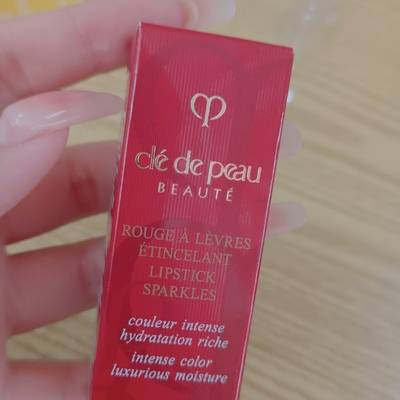 clé de peau
BEAUTÉ
ROUGE À LÈVRES
ÉTINCELANT
LIPSTICK
SPARKLES
couleur intense
hydratation riche
intense color
luxurious moisture